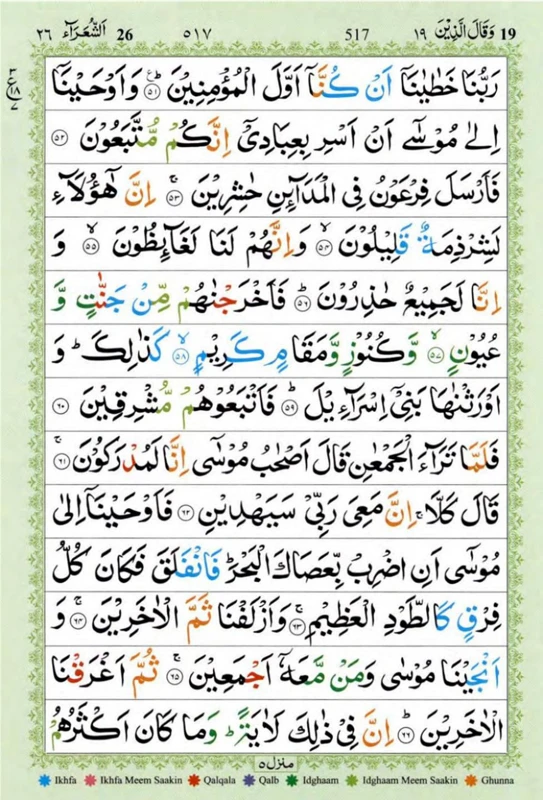 19 وَقَالَ الَّذِيْنَ ١٩ 517 ٥١٧ 26 اَلشُّعَرَآء ٢٦
رَبُّنَا خَطٰيٰنَاۤ اَنْ كُنَّاۤ اَوَّلَ الْمُؤْمِنِيْنَ ؕ ﴿٥١﴾ وَاَوْحَيْنَاۤ
اِلٰى مُوْسٰٓى اَنْ اَسْرِ بِعِبَادِيْۤ اِنَّكُمْ مُّتَّبَعُوْنَ ﴿٥٢﴾
فَاَرْسَلَ فِرْعَوْنُ فِى الْمَدَآئِنِ حٰشِرِيْنَ ۚ ﴿٥٣﴾ اِنَّ هٰٓؤُلَآءِ
لَشِرْذِمَةٌ قَلِيْلُوْنَ ۙ ﴿٥٤﴾ وَاِنَّهُمْ لَنَا لَغَآئِظُوْنَ ۙ ﴿٥٥﴾ وَ
اِنَّا لَجَمِيْعٌ حٰذِرُوْنَ ؕ ﴿٥٦﴾ فَاَخْرَجْنٰهُمْ مِّنْ جَنّٰتٍ وَّ
عُيُوْنٍ ۙ ﴿٥٧﴾ وَّكُنُوْزٍ وَّمَقَامٍ كَرِيْمٍ ۙ ﴿٥٨﴾ كَذٰلِكَ ؕ وَ
اَوْرَثْنٰهَا بَنِيْۤ اِسْرَآءِيْلَ ؕ ﴿٥٩﴾ فَاَتْبَعُوْهُمْ مُّشْرِقِيْنَ ﴿٦٠﴾
فَلَمَّا تَرَآءَ الْجَمْعٰنِ قَالَ اَصْحٰبُ مُوْسٰٓى اِنَّا لَمُدْرَكُوْنَ ۚ ﴿٦١﴾
قَالَ كَلَّا ۚ اِنَّ مَعِىَ رَبِّيْ سَيَهْدِيْنِ ﴿٦٢﴾ فَاَوْحَيْنَاۤ اِلٰى
مُوْسٰٓى اَنِ اضْرِبْ بِّعَصَاكَ الْبَحْرَ ؕ فَانْفَلَقَ فَكَانَ كُلُّ
فِرْقٍ كَالطَّوْدِ الْعَظِيْمِ ۚ ﴿٦٣﴾ وَاَزْلَفْنَا ثَمَّ الْاٰخَرِيْنَ ۚ ﴿٦٤﴾ وَ
اَنْجَيْنَا مُوْسٰى وَمَنْ مَّعَهٗۤ اَجْمَعِيْنَ ۚ ﴿٦٥﴾ ثُمَّ اَغْرَقْنَا
الْاٰخَرِيْنَ ؕ ﴿٦٦﴾ اِنَّ فِيْ ذٰلِكَ لَاٰيَةً ؕ وَمَا كَانَ اَكْثَرُهُمْ
منزل ٥
Ikhfa Ikhfa Meem Saakin Qalqala Qalb Idghaam Idghaam Meem Saakin Ghunna